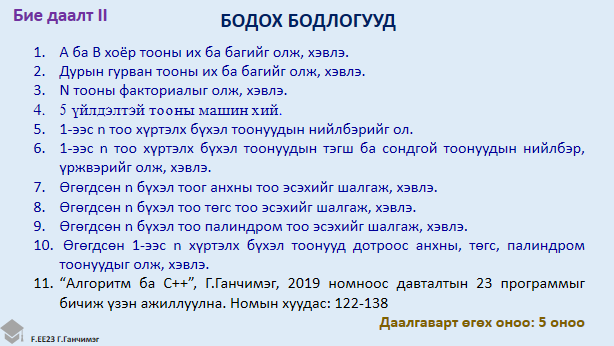 Бие даалт II
БОДОХ БОДЛОГУУД
1. А ба В хоёр тооны их ба багийг олж, хэвлэ.
2. Дурын гурван тооны их ба багийг олж, хэвлэ.
3. N тооны факториалыг олж, хэвлэ.
4. 5 үйлдэлтэй тооны машин хий.
5. 1-ээс n тоо хүртэлх бүхэл тоонуудын нийлбэрийг ол.
6. 1-ээс n тоо хүртэлх бүхэл тоонуудын тэгш ба сондгой тоонуудын нийлбэр,
үржвэрийг олж, хэвлэ.
7. Өгөгдсөн n бүхэл тоог анхны тоо эсэхийг шалгаж, хэвлэ.
8. Өгөгдсөн n бүхэл тоо төгс тоо эсэхийг шалгаж, хэвлэ.
9. Өгөгдсөн n бүхэл тоо палиндром тоо эсэхийг шалгаж, хэвлэ.
10. Өгөгдсөн 1-ээс n хүртэлх бүхэл тоонууд дотроос анхны, төгс, палиндром
тоонуудыг олж, хэвлэ.
11. “Алгоритм ба С++”, Г.Ганчимэг, 2019 номноос давталтын 23 программыг
бичиж үзэн ажиллуулна. Номын хуудас: 122-138
Даалгаварт өгөх оноо: 5 оноо
F.EE23 Г.Ганчимэг